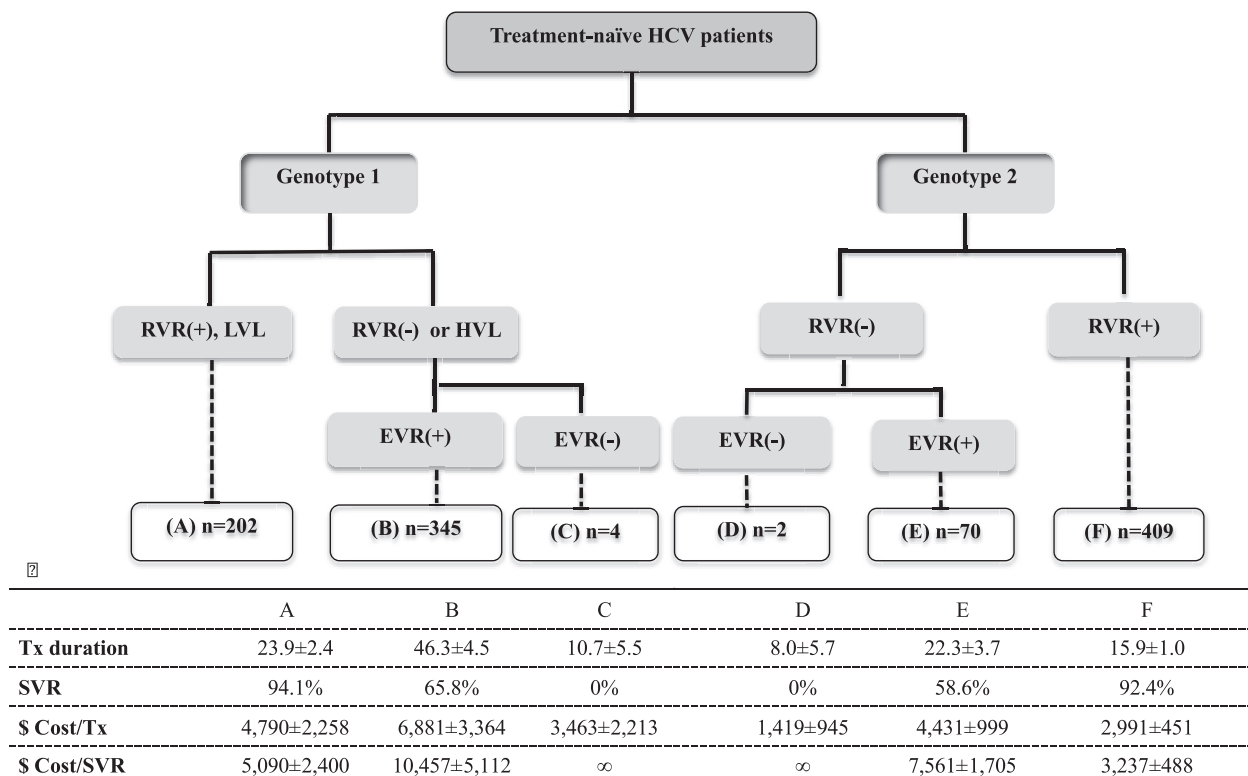 Treatment-naïve HCV patients
Genotype 1 Genotype 2
RVR(+), LVL RVR(-) or HVL RVR(-) RVR(+)
EVR(+) EVR(-) EVR(-) EVR(+)
(A) n=202 (B) n=345 (C) n=4 (D) n=2 (E) n=70 (F) n=409
A B C D E F
Tx duration 23.9±2.4 46.3±4.5 10.7±5.5 8.0±5.7 22.3±3.7 15.9±1.0
SVR 94.1% 65.8% 0% 0% 58.6% 92.4%
$ Cost/Tx 4,790±2,258 6,881±3,364 3,463±2,213 1,419±945 4,431±999 2,991±451
$ Cost/SVR 5,090±2,400 10,457±5,112 ∞ ∞ 7,561±1,705 3,237±488